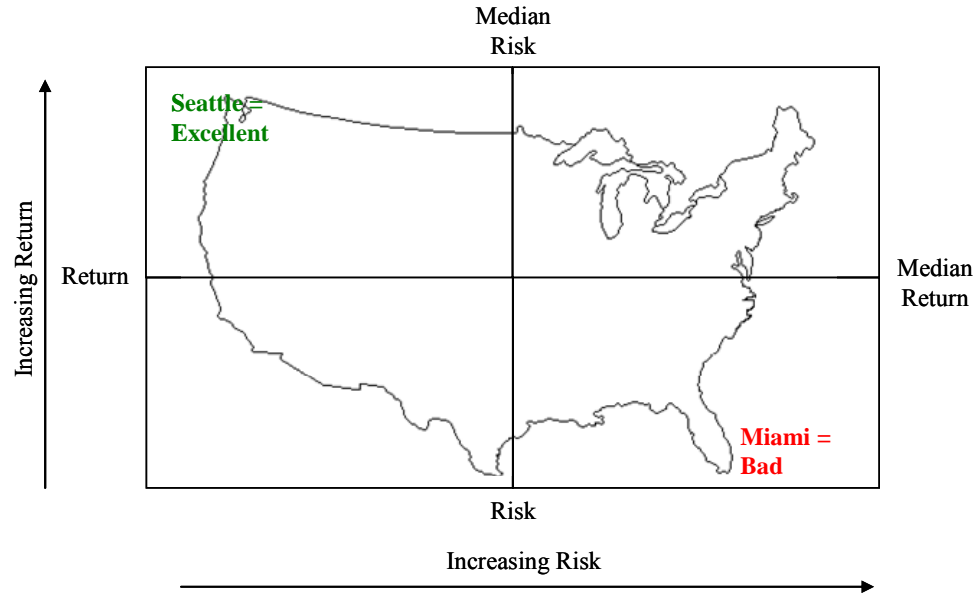 Median
Risk
Seattle =
Excellent
Increasing Return
Return
Median
Return
Miami =
Bad
Risk
Increasing Risk